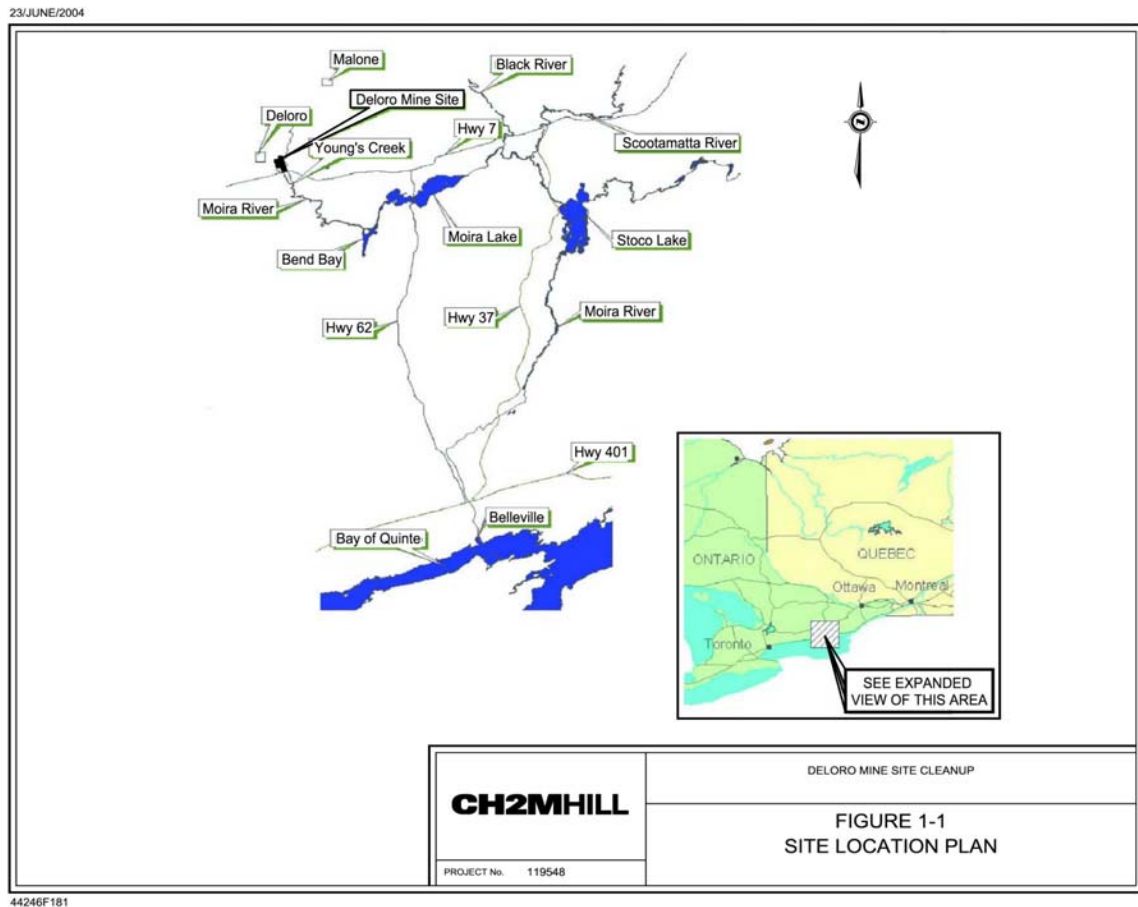 23/JUNE/2004
Malone
Black River
Deloro Mine Site
Deloro
Hwy 7
Young's Creek
Scootamatta River
Moira River
Moira Lake
Stoco Lake
Bend Bay
Hwy 62
Hwy 37
Moira River
Hwy 401
Belleville
Bay of Quinte
N
ONTARIO
QUEBEC
Ottawa
Montreal
Toronto
SEE EXPANDED
VIEW OF THIS AREA
CH2MHILL
PROJECT No. 119548
DELORO MINE SITE CLEANUP
FIGURE 1-1
SITE LOCATION PLAN
44246F181